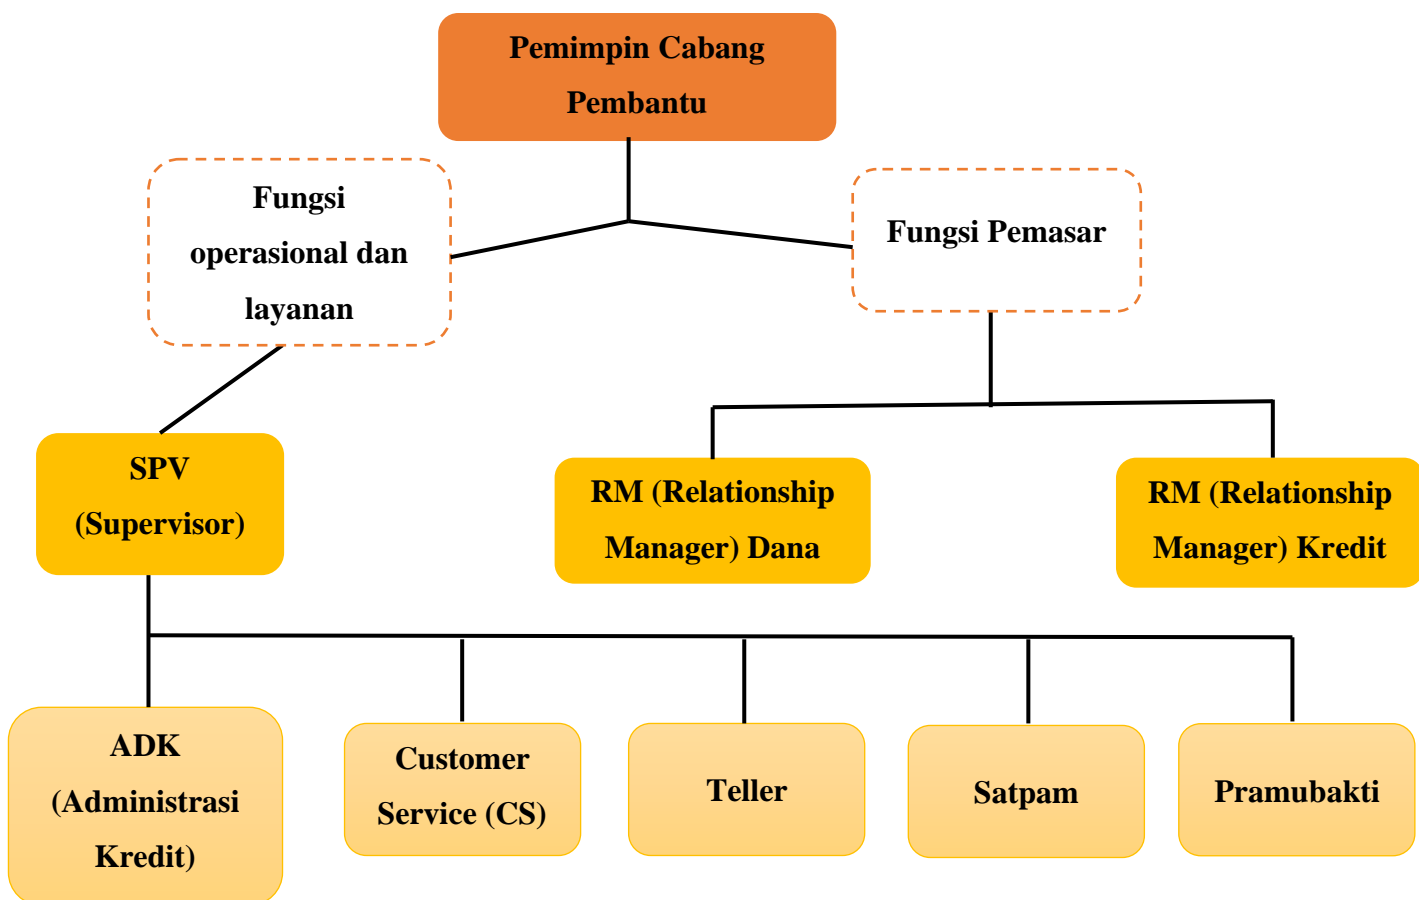 Pemimpin Cabang
Pembantu
Fungsi
operasional dan
layanan
Fungsi Pemasar
SPV
(Supervisor)
RM (Relationship
Manager) Dana
RM (Relationship
Manager) Kredit
ADK
(Administrasi
Kredit)
Customer
Service (CS)
Teller
Satpam
Pramubakti